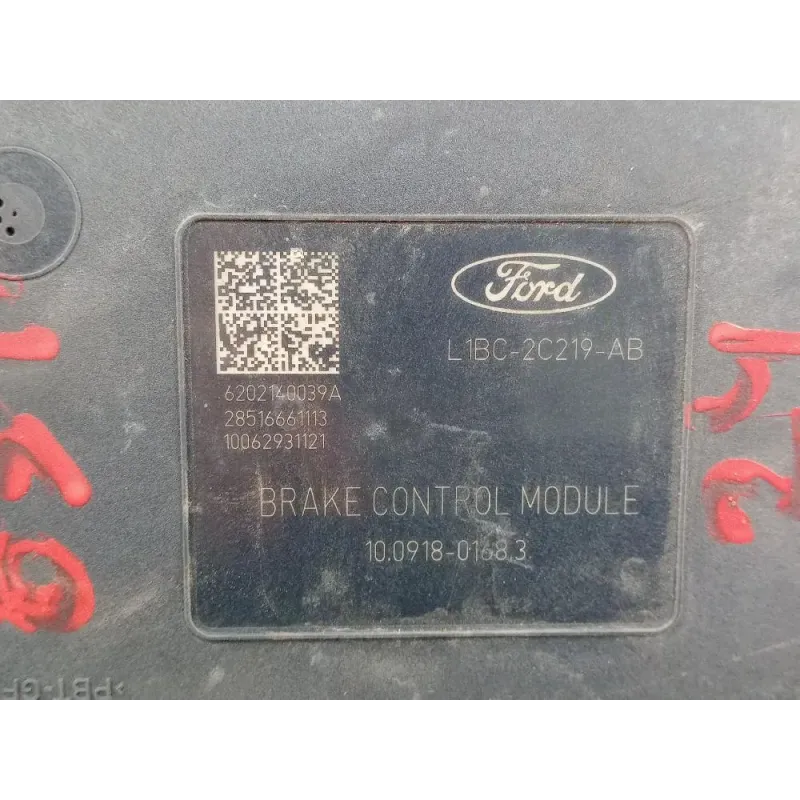 Ford
L1BC-2C219-AB
6202140039A
28516661113
10062931121
BRAKE CONTROL MODULE
10.0918-0168.3